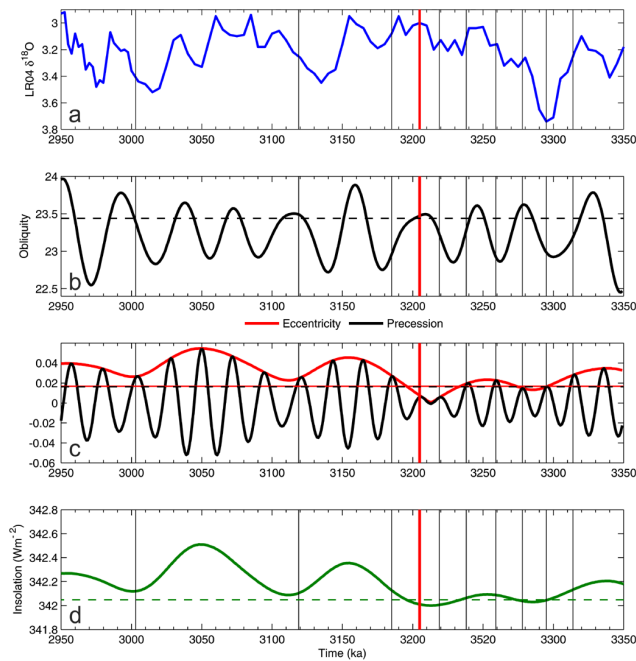 LR04 δ18O
3
3.2
3.4
3.6
3.8
a
2950 3000 3050 3100 3150 3200 3250 3300 3350
Obliquity
24
23.5
23
22.5
b
2950 3000 3050 3100 3150 3200 3250 3300 3350
Eccentricity Precession
0.04
0.02
0
-0.02
-0.04
-0.06
c
2950 3000 3050 3100 3150 3200 3250 3300 3350
Insolation (Wm-2)
342.8
342.6
342.4
342.2
342
341.8
d
2950 3000 3050 3100 3150 3200 3520 3300 3350
Time (ka)